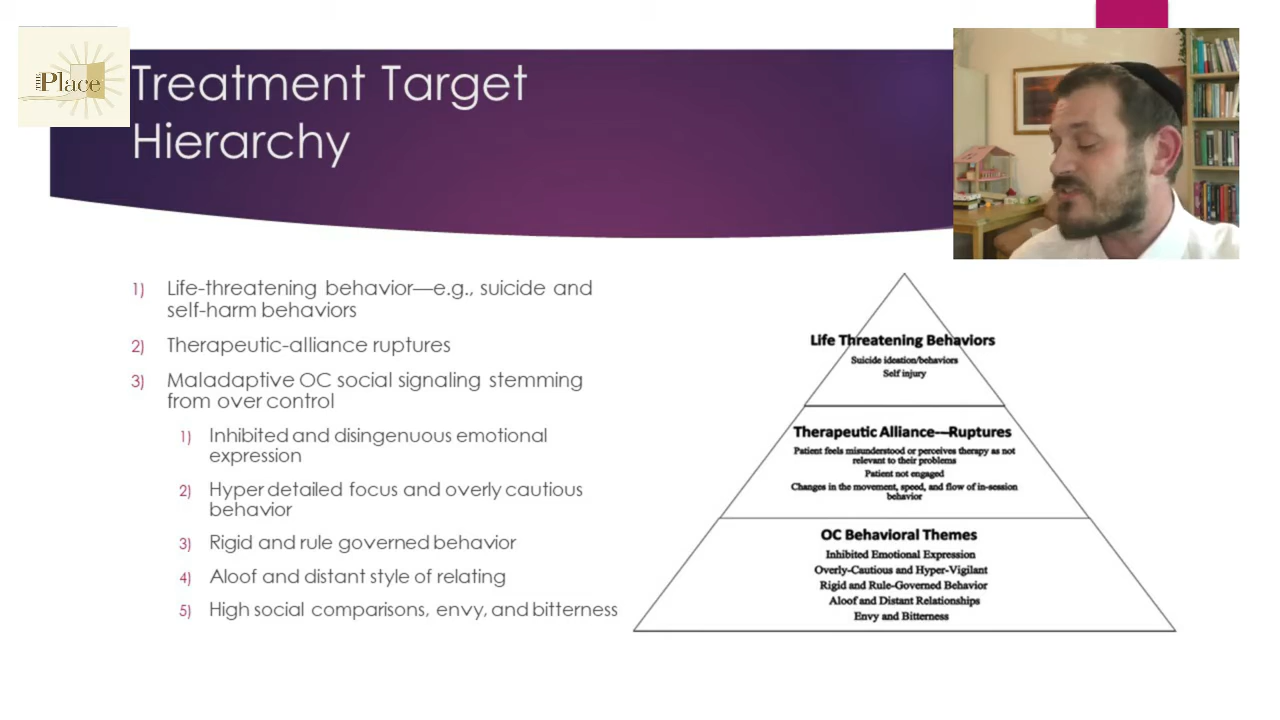 THE Place
Treatment Target
Hierarchy
1) Life-threatening behavior—e.g., suicide and
self-harm behaviors
2) Therapeutic-alliance ruptures
3) Maladaptive OC social signaling stemming
from over control
1) Inhibited and disingenuous emotional
expression
2) Hyper detailed focus and overly cautious
behavior
3) Rigid and rule governed behavior
4) Aloof and distant style of relating
5) High social comparisons, envy, and bitterness
Life Threatening Behaviors
Suicide ideation/behaviors
Self injury
Therapeutic Alliance---Ruptures
Patient feels misunderstood or perceives therapy as not
relevant to their problems
Patient not engaged
Changes in the movement, speed, and flow of in-session
behavior
OC Behavioral Themes
Inhibited Emotional Expression
Overly-Cautious and Hyper-Vigilant
Rigid and Rule-Governed Behavior
Aloof and Distant Relationships
Envy and Bitterness